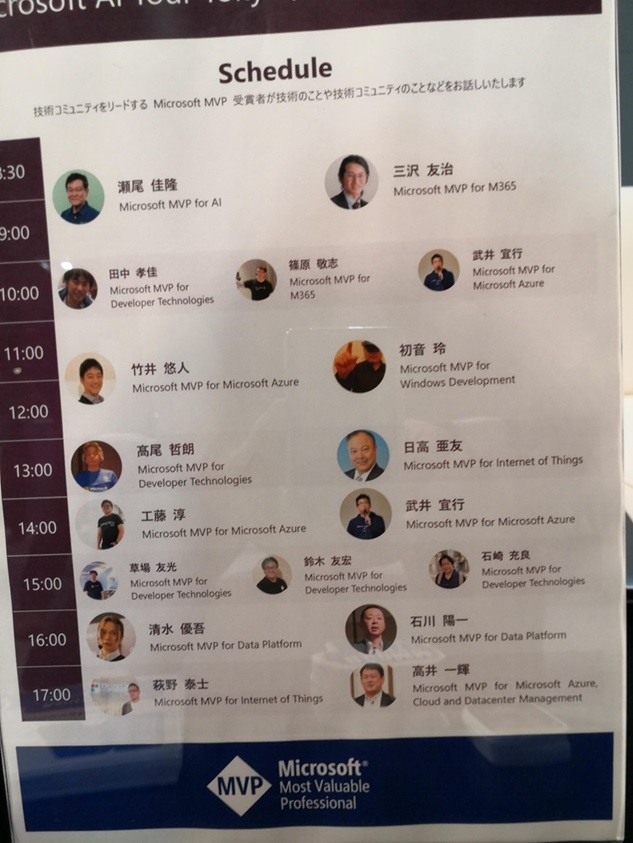 Schedule
技術コミュニティをリードする Microsoft MVP 受賞者が技術のことや技術コミュニティのことなどをお話しいたします
:30
瀬尾 佳隆
Microsoft MVP for AI
三沢 友治
Microsoft MVP for M365
9:00
10:00
田中 孝佳
Microsoft MVP for
Developer Technologies
篠原 敬志
Microsoft MVP for
M365
武井 宜行
Microsoft MVP for
Microsoft Azure
11:00
竹井 悠人
Microsoft MVP for Microsoft Azure
初音 玲
Microsoft MVP for
Windows Development
12:00
13:00
髙尾 哲朗
Microsoft MVP for
Developer Technologies
日高 亜友
Microsoft MVP for Internet of Things
14:00
工藤 淳
Microsoft MVP for Microsoft Azure
武井 宜行
Microsoft MVP for Microsoft Azure
15:00
草場 友光
Microsoft MVP for
Developer Technologies
鈴木 友宏
Microsoft MVP for
Developer Technologies
石崎 充良
Microsoft MVP for
Developer Technologies
16:00
清水 優吾
Microsoft MVP for Data Platform
石川 陽一
Microsoft MVP for Data Platform
17:00
萩野 泰士
Microsoft MVP for Internet of Things
高井 一輝
Microsoft MVP for Microsoft Azure,
Cloud and Datacenter Management
MVP
Microsoft®
Most Valuable
Professional